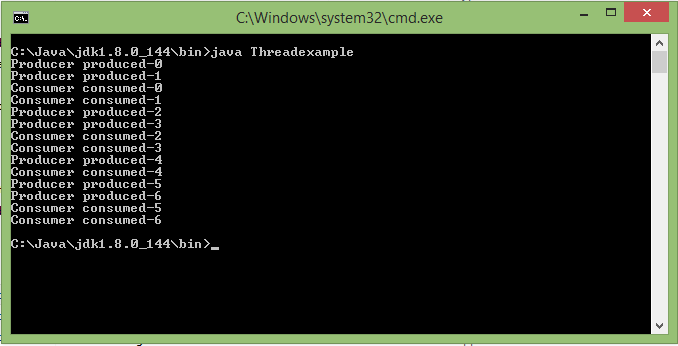 C:\Windows\system32\cmd.exe
C:\Java\jdk1.8.0_144\bin>java Threadexample
Producer produced-0
Producer produced-1
Consumer consumed-0
Consumer consumed-1
Producer produced-2
Producer produced-3
Consumer consumed-2
Consumer consumed-3
Producer produced-4
Consumer consumed-4
Producer produced-5
Producer produced-6
Consumer consumed-5
Consumer consumed-6
C:\Java\jdk1.8.0_144\bin>_